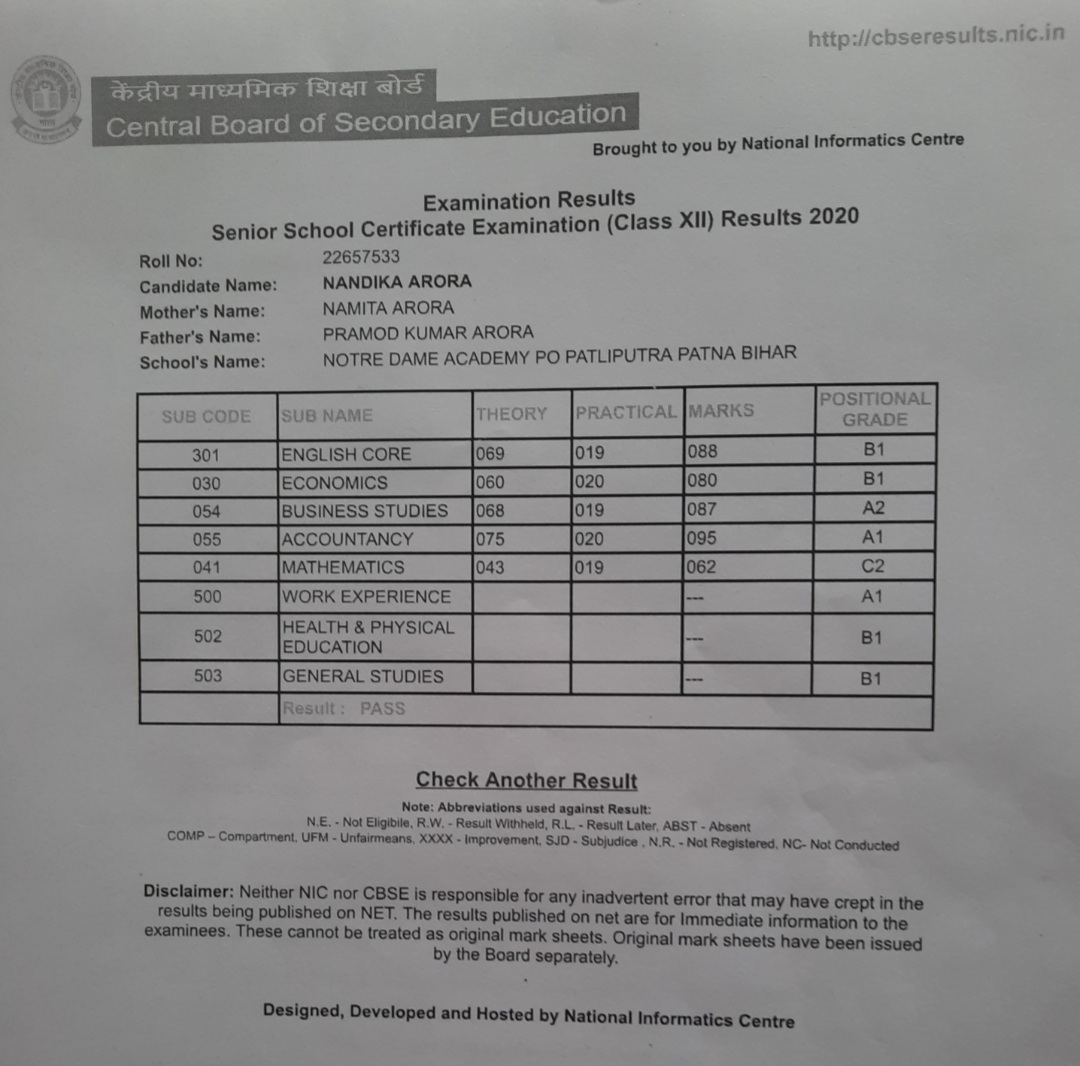 http://cbseresults.nic.in
केंद्रीय माध्यमिक शिक्षा बोर्ड
Central Board of Secondary Education
Brought to you by National Informatics Centre
Examination Results
Senior School Certificate Examination (Class XII) Results 2020
Roll No: 22657533
Candidate Name: NANDIKA ARORA
Mother's Name: NAMITA ARORA
Father's Name: PRAMOD KUMAR ARORA
School's Name: NOTRE DAME ACADEMY PO PATLIPUTRA PATNA BIHAR
SUB CODE SUB NAME THEORY PRACTICAL MARKS POSITIONAL GRADE
301 ENGLISH CORE 069 019 088 B1
030 ECONOMICS 060 020 080 B1
054 BUSINESS STUDIES 068 019 087 A2
055 ACCOUNTANCY 075 020 095 A1
041 MATHEMATICS 043 019 062 C2
500 WORK EXPERIENCE --- A1
502 HEALTH & PHYSICAL EDUCATION --- B1
503 GENERAL STUDIES --- B1
Result : PASS
Check Another Result
Note: Abbreviations used against Result:
N.E. - Not Eligibile, R.W. - Result Withheld, R.L. - Result Later, ABST - Absent
COMP – Compartment, UFM - Unfairmeans, XXXX - Improvement, SJD - Subjudice , N.R. - Not Registered, NC- Not Conducted
Disclaimer: Neither NIC nor CBSE is responsible for any inadvertent error that may have crept in the
results being published on NET. The results published on net are for Immediate information to the
examinees. These cannot be treated as original mark sheets. Original mark sheets have been issued
by the Board separately.
Designed, Developed and Hosted by National Informatics Centre